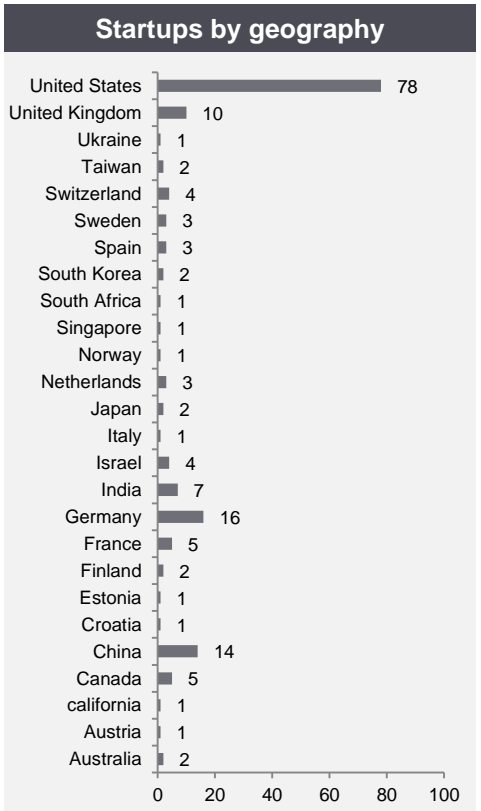 Startups by geography
United States 78
United Kingdom 10
Ukraine 1
Taiwan 2
Switzerland 4
Sweden 3
Spain 3
South Korea 2
South Africa 1
Singapore 1
Norway 1
Netherlands 3
Japan 2
Italy 1
Israel 4
India 7
Germany 16
France 5
Finland 2
Estonia 1
Croatia 1
China 14
Canada 5
california 1
Austria 1
Australia 2
0 20 40 60 80 100